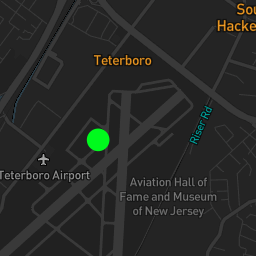 Sou
Hacke
Teterboro
Riser Rd
Teterboro Airport
Aviation Hall of
Fame and Museum
of New Jersey